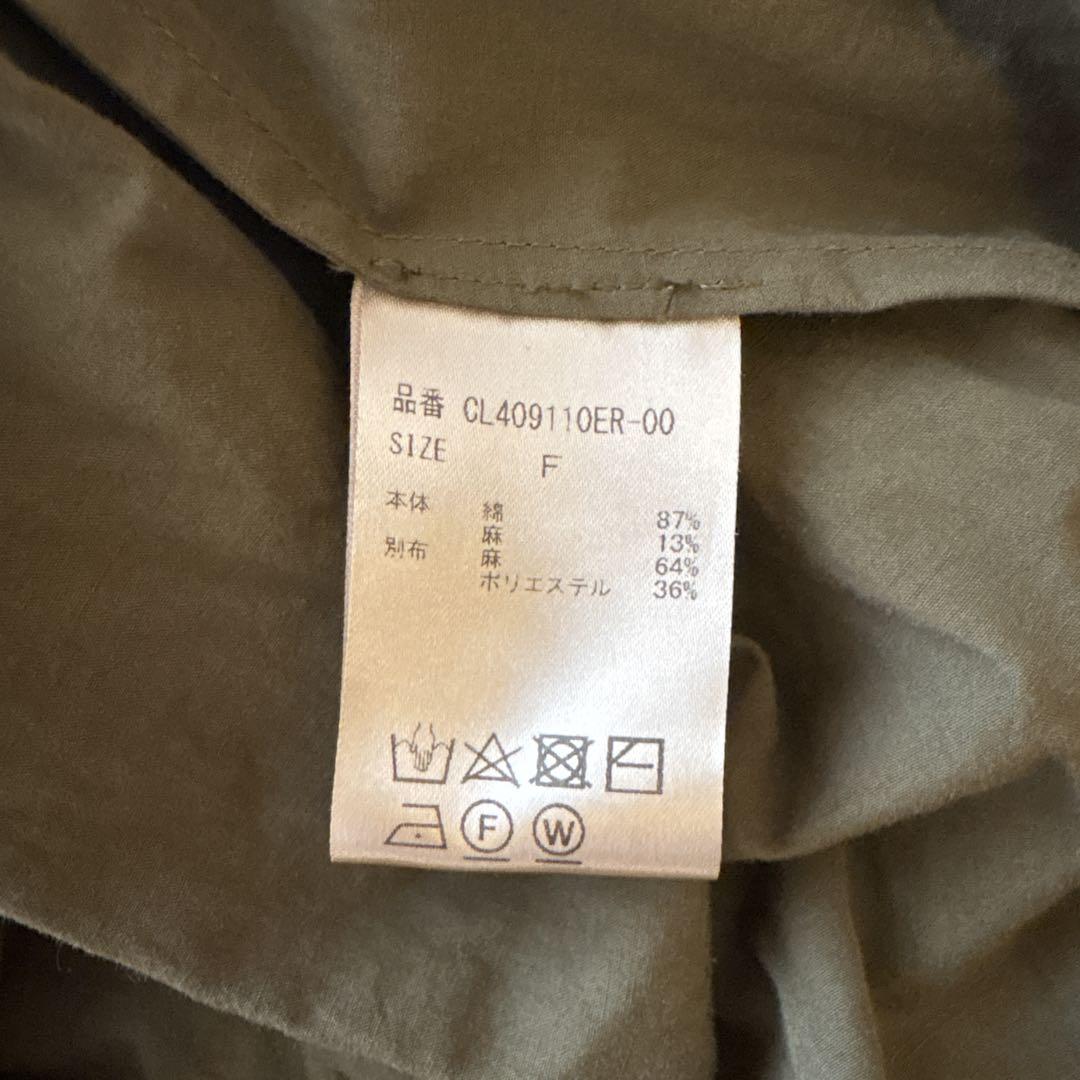 品番 CL409110ER-00
SIZE F
本体 綿 87%
麻 13%
別布 麻 64%
ポリエステル 36%
F W